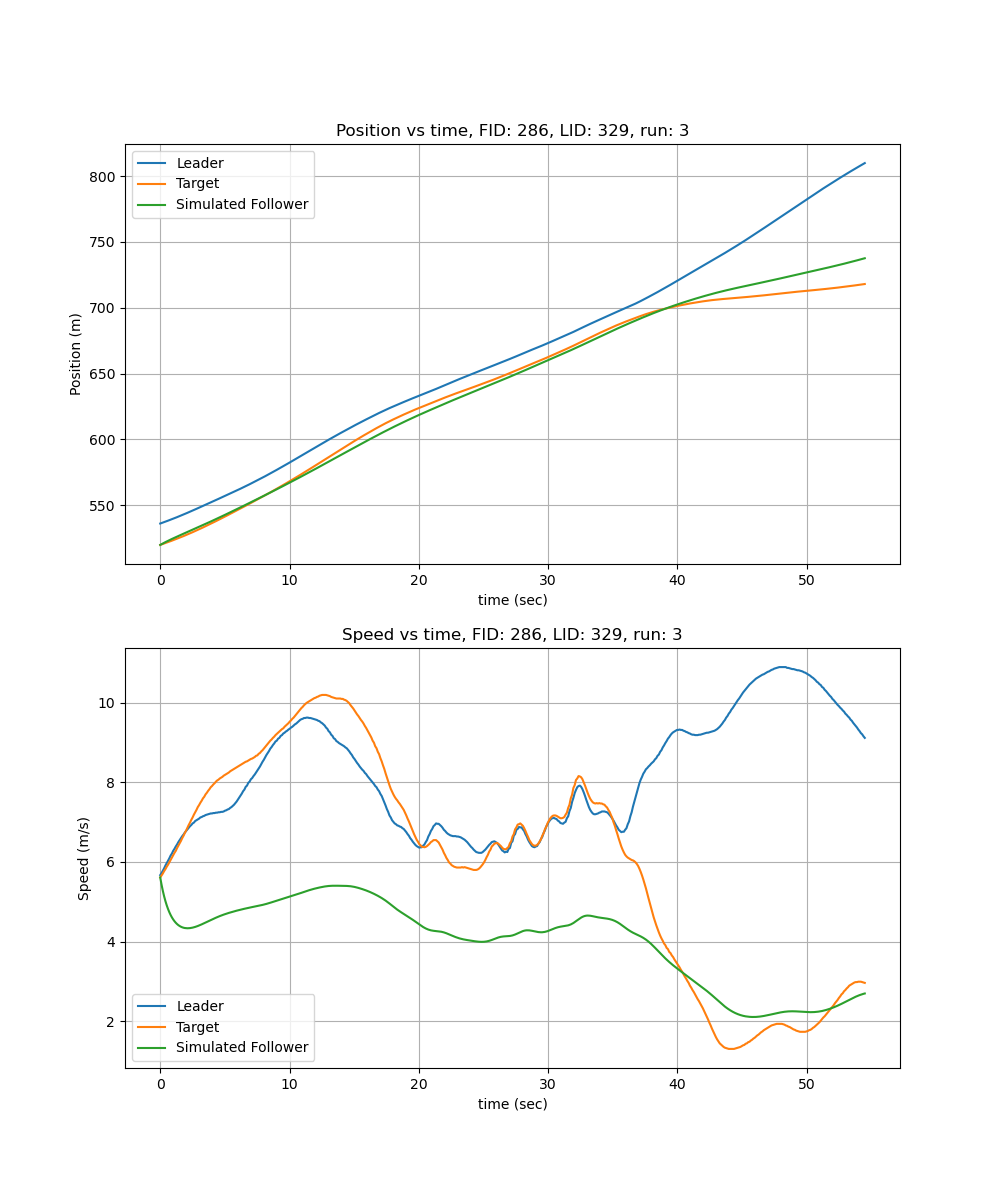 Position vs time, FID: 286, LID: 329, run: 3
Leader
Target
Simulated Follower
800
750
700
650
600
550
Position (m)
0 10 20 30 40 50
time (sec)
Speed vs time, FID: 286, LID: 329, run: 3
10
8
6
4
2
Speed (m/s)
Leader
Target
Simulated Follower
0 10 20 30 40 50
time (sec)